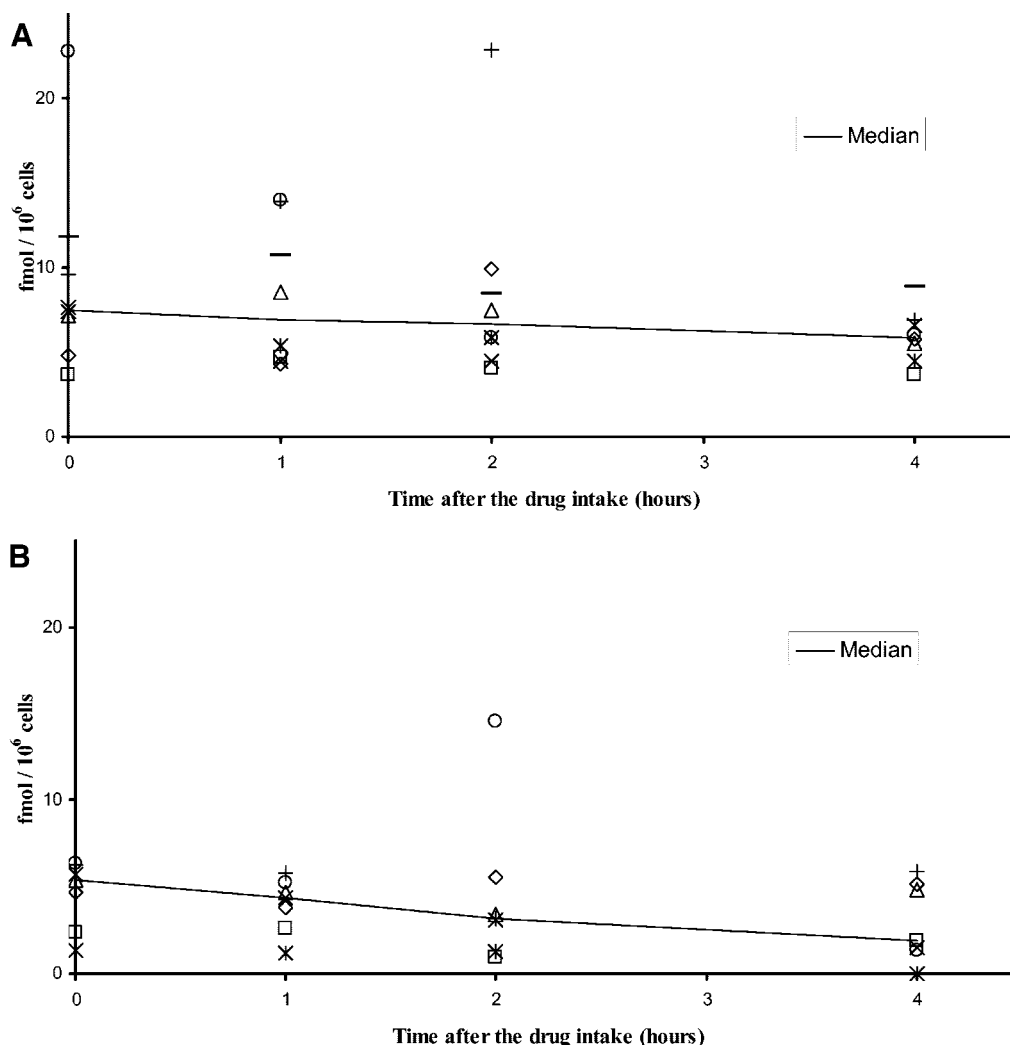 A
20
Median
fmol / 10⁶ cells
10
0
0 1 2 3 4
Time after the drug intake (hours)
B
20
Median
fmol / 10⁶ cells
10
0
0 1 2 3 4
Time after the drug intake (hours)